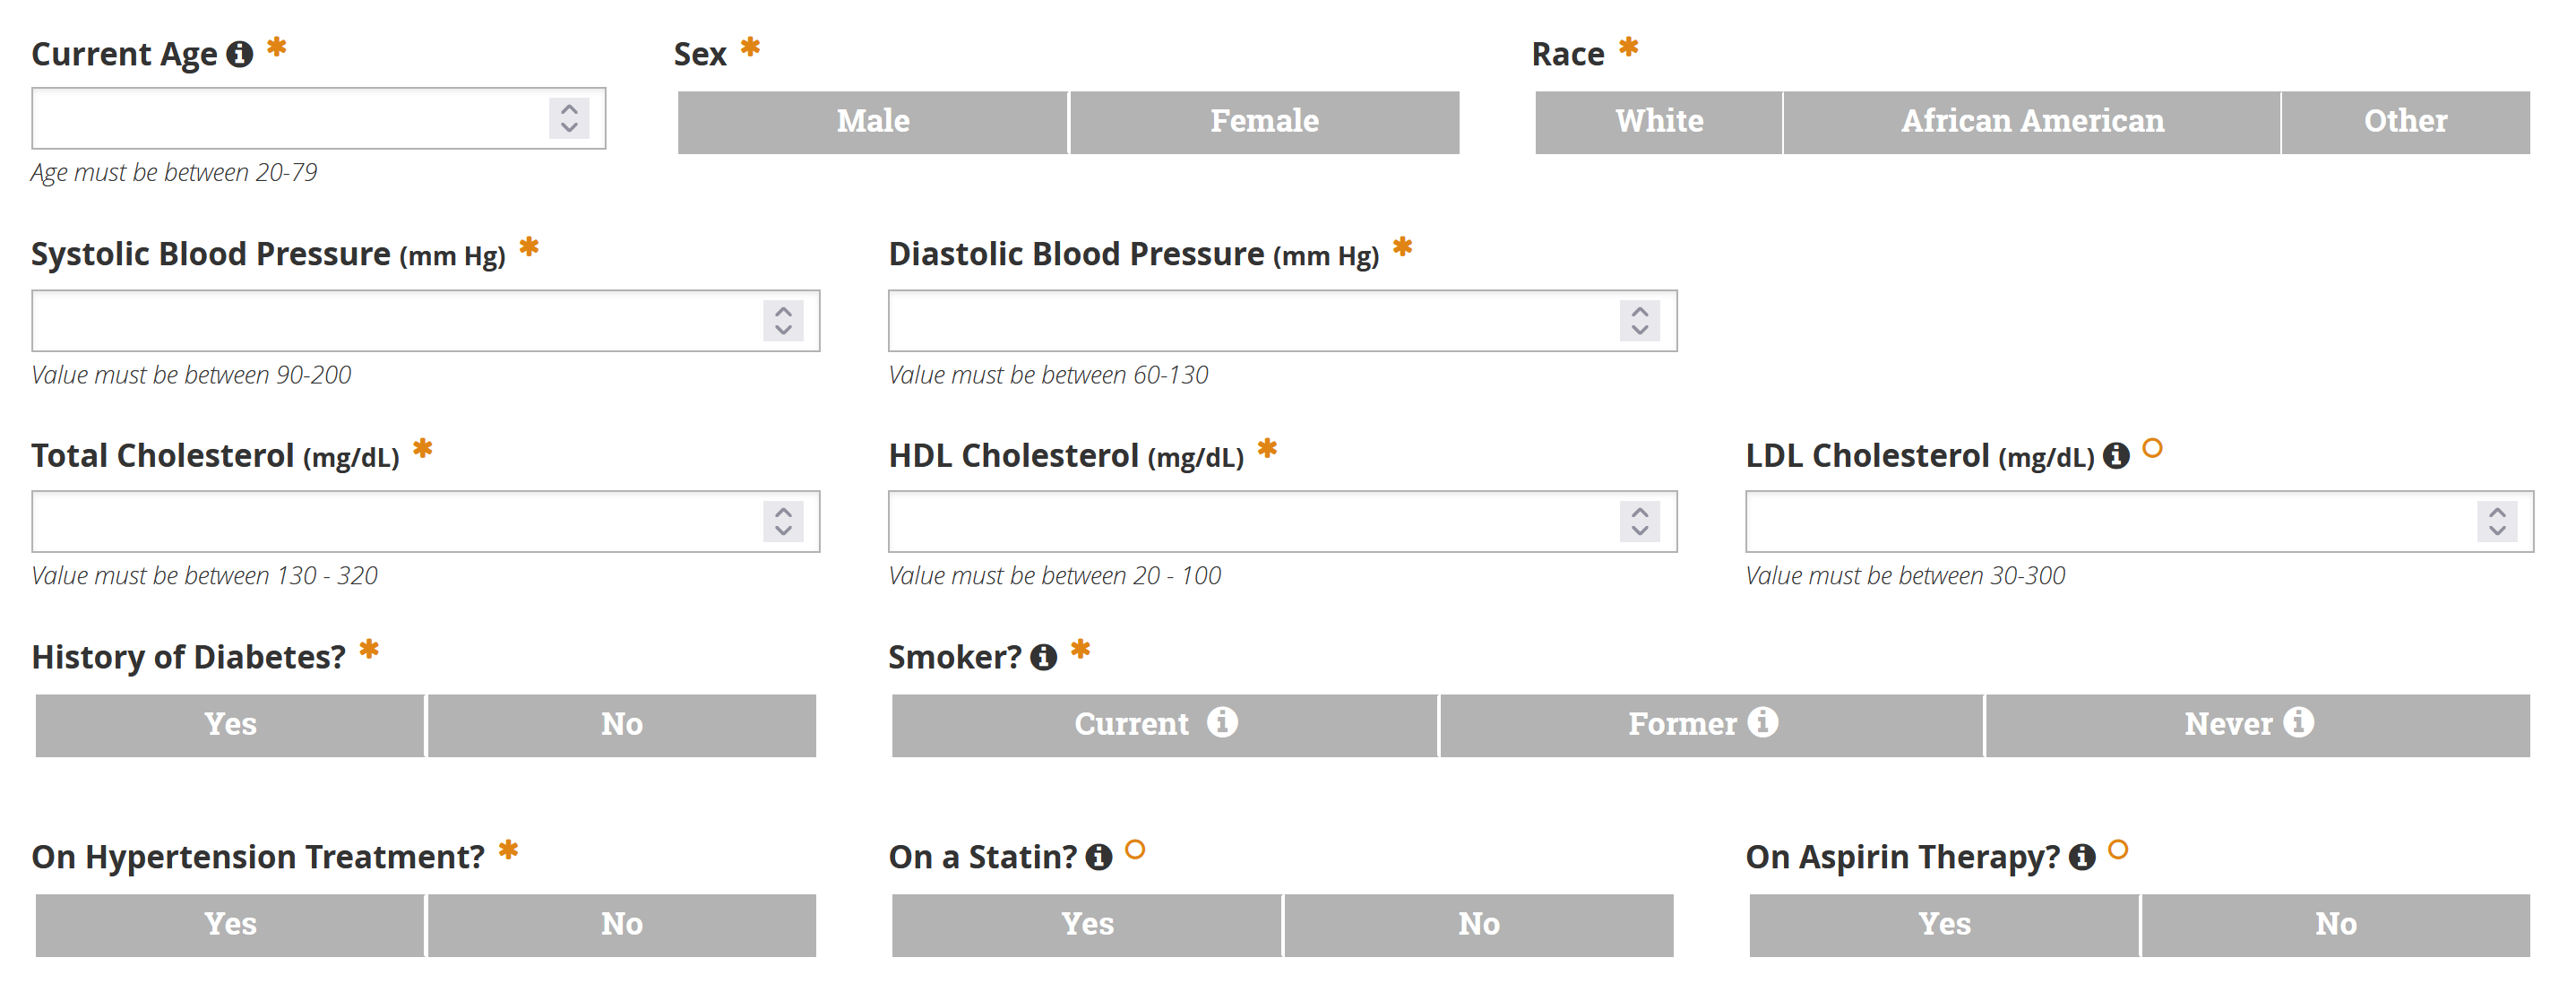 Current Age * Sex * Race *
Male Female White African American Other
Age must be between 20-79
Systolic Blood Pressure (mm Hg) * Diastolic Blood Pressure (mm Hg) *
Value must be between 90-200 Value must be between 60-130
Total Cholesterol (mg/dL) * HDL Cholesterol (mg/dL) * LDL Cholesterol (mg/dL)
Value must be between 130 - 320 Value must be between 20 - 100 Value must be between 30-300
History of Diabetes? * Smoker? *
Yes No Current Former Never
On Hypertension Treatment? * On a Statin? On Aspirin Therapy?
Yes No Yes No Yes No